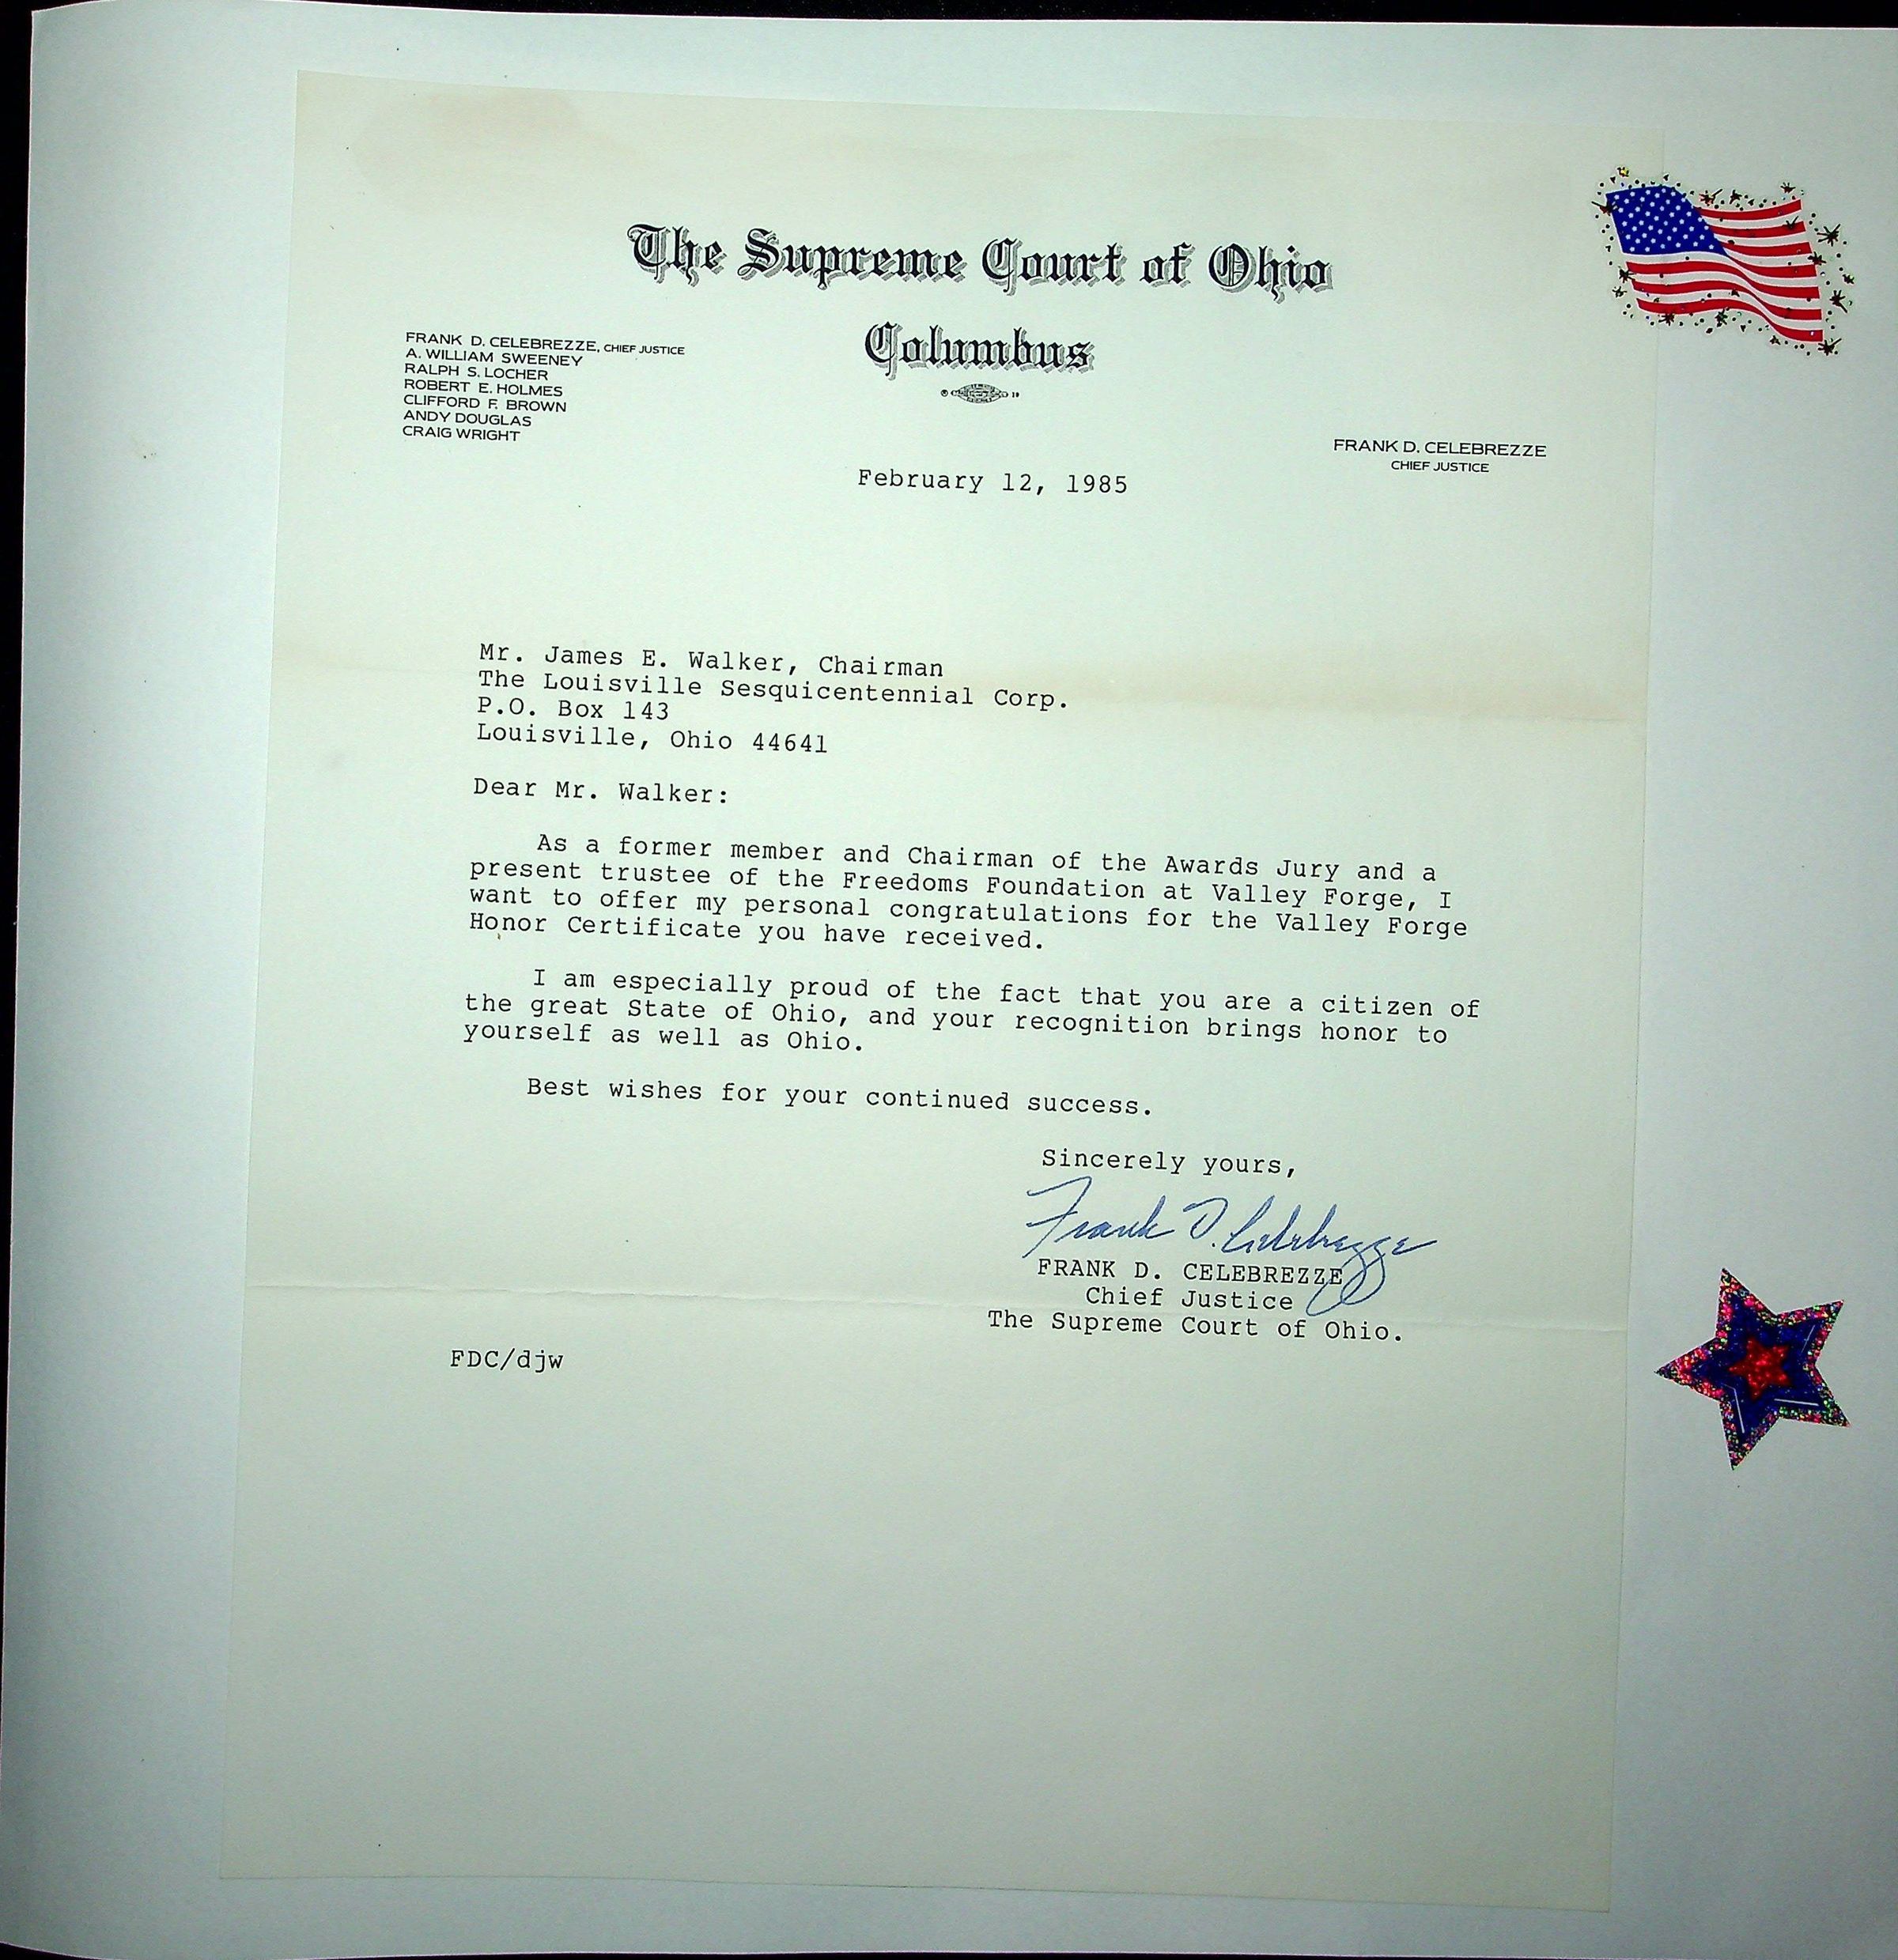 The Supreme Court of Ohio
Columbus
FRANK D. CELEBREZZE, CHIEF JUSTICE
A. WILLIAM SWEENEY
RALPH S. LOCHER
ROBERT E. HOLMES
CLIFFORD F. BROWN
ANDY DOUGLAS
CRAIG WRIGHT
FRANK D. CELEBREZZE
CHIEF JUSTICE
February 12, 1985
Mr. James E. Walker, Chairman
The Louisville Sesquicentennial Corp.
P.O. Box 143
Louisville, Ohio 44641
Dear Mr. Walker:
As a former member and Chairman of the Awards Jury and a
present trustee of the Freedoms Foundation at Valley Forge, I
want to offer my personal congratulations for the Valley Forge
Honor Certificate you have received.
I am especially proud of the fact that you are a citizen of
the great State of Ohio, and your recognition brings honor to
yourself as well as Ohio.
Best wishes for your continued success.
Sincerely yours,
Frank D. Celebrezze
FRANK D. CELEBREZZE
Chief Justice
The Supreme Court of Ohio.
FDC/djw